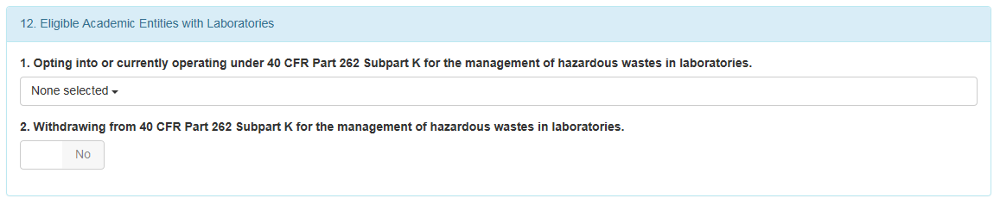 12. Eligible Academic Entities with Laboratories
1. Opting into or currently operating under 40 CFR Part 262 Subpart K for the management of hazardous wastes in laboratories.
None selected
2. Withdrawing from 40 CFR Part 262 Subpart K for the management of hazardous wastes in laboratories.
No